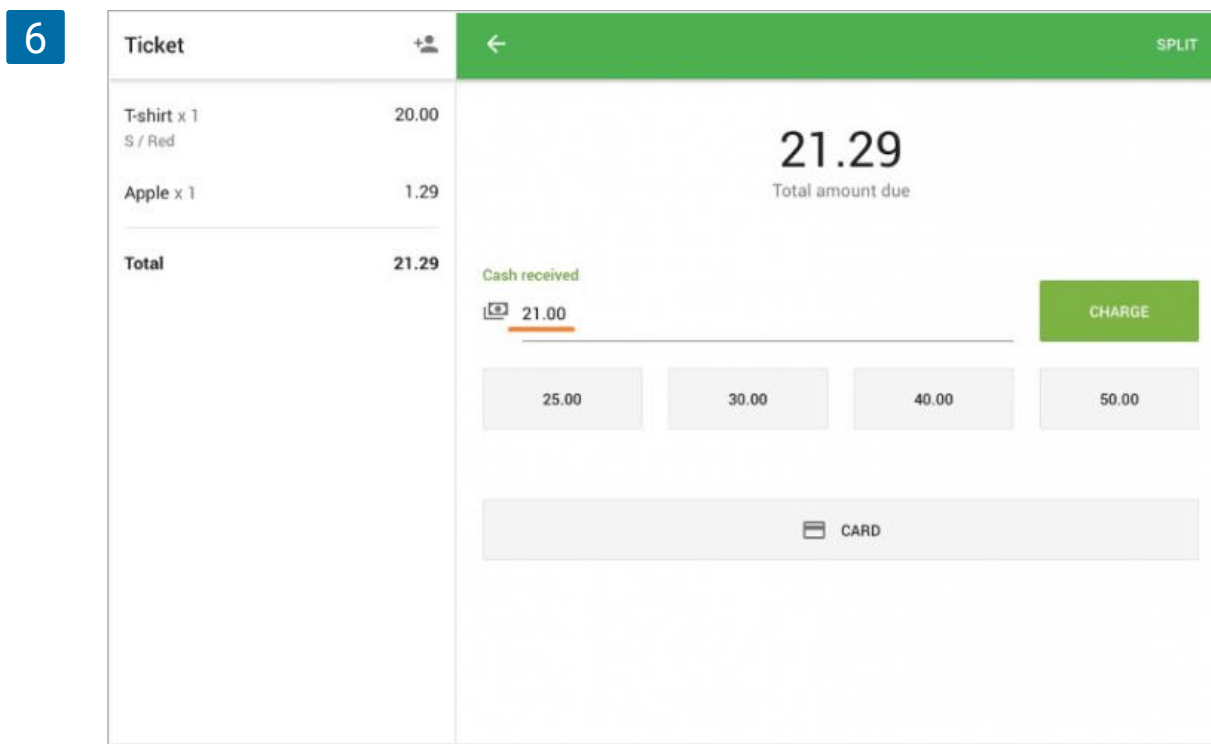 6
Ticket
SPLIT
T-shirt x 1 20.00
S / Red
Apple x 1 1.29
Total 21.29
21.29
Total amount due
Cash received
21.00
CHARGE
25.00 30.00 40.00 50.00
CARD